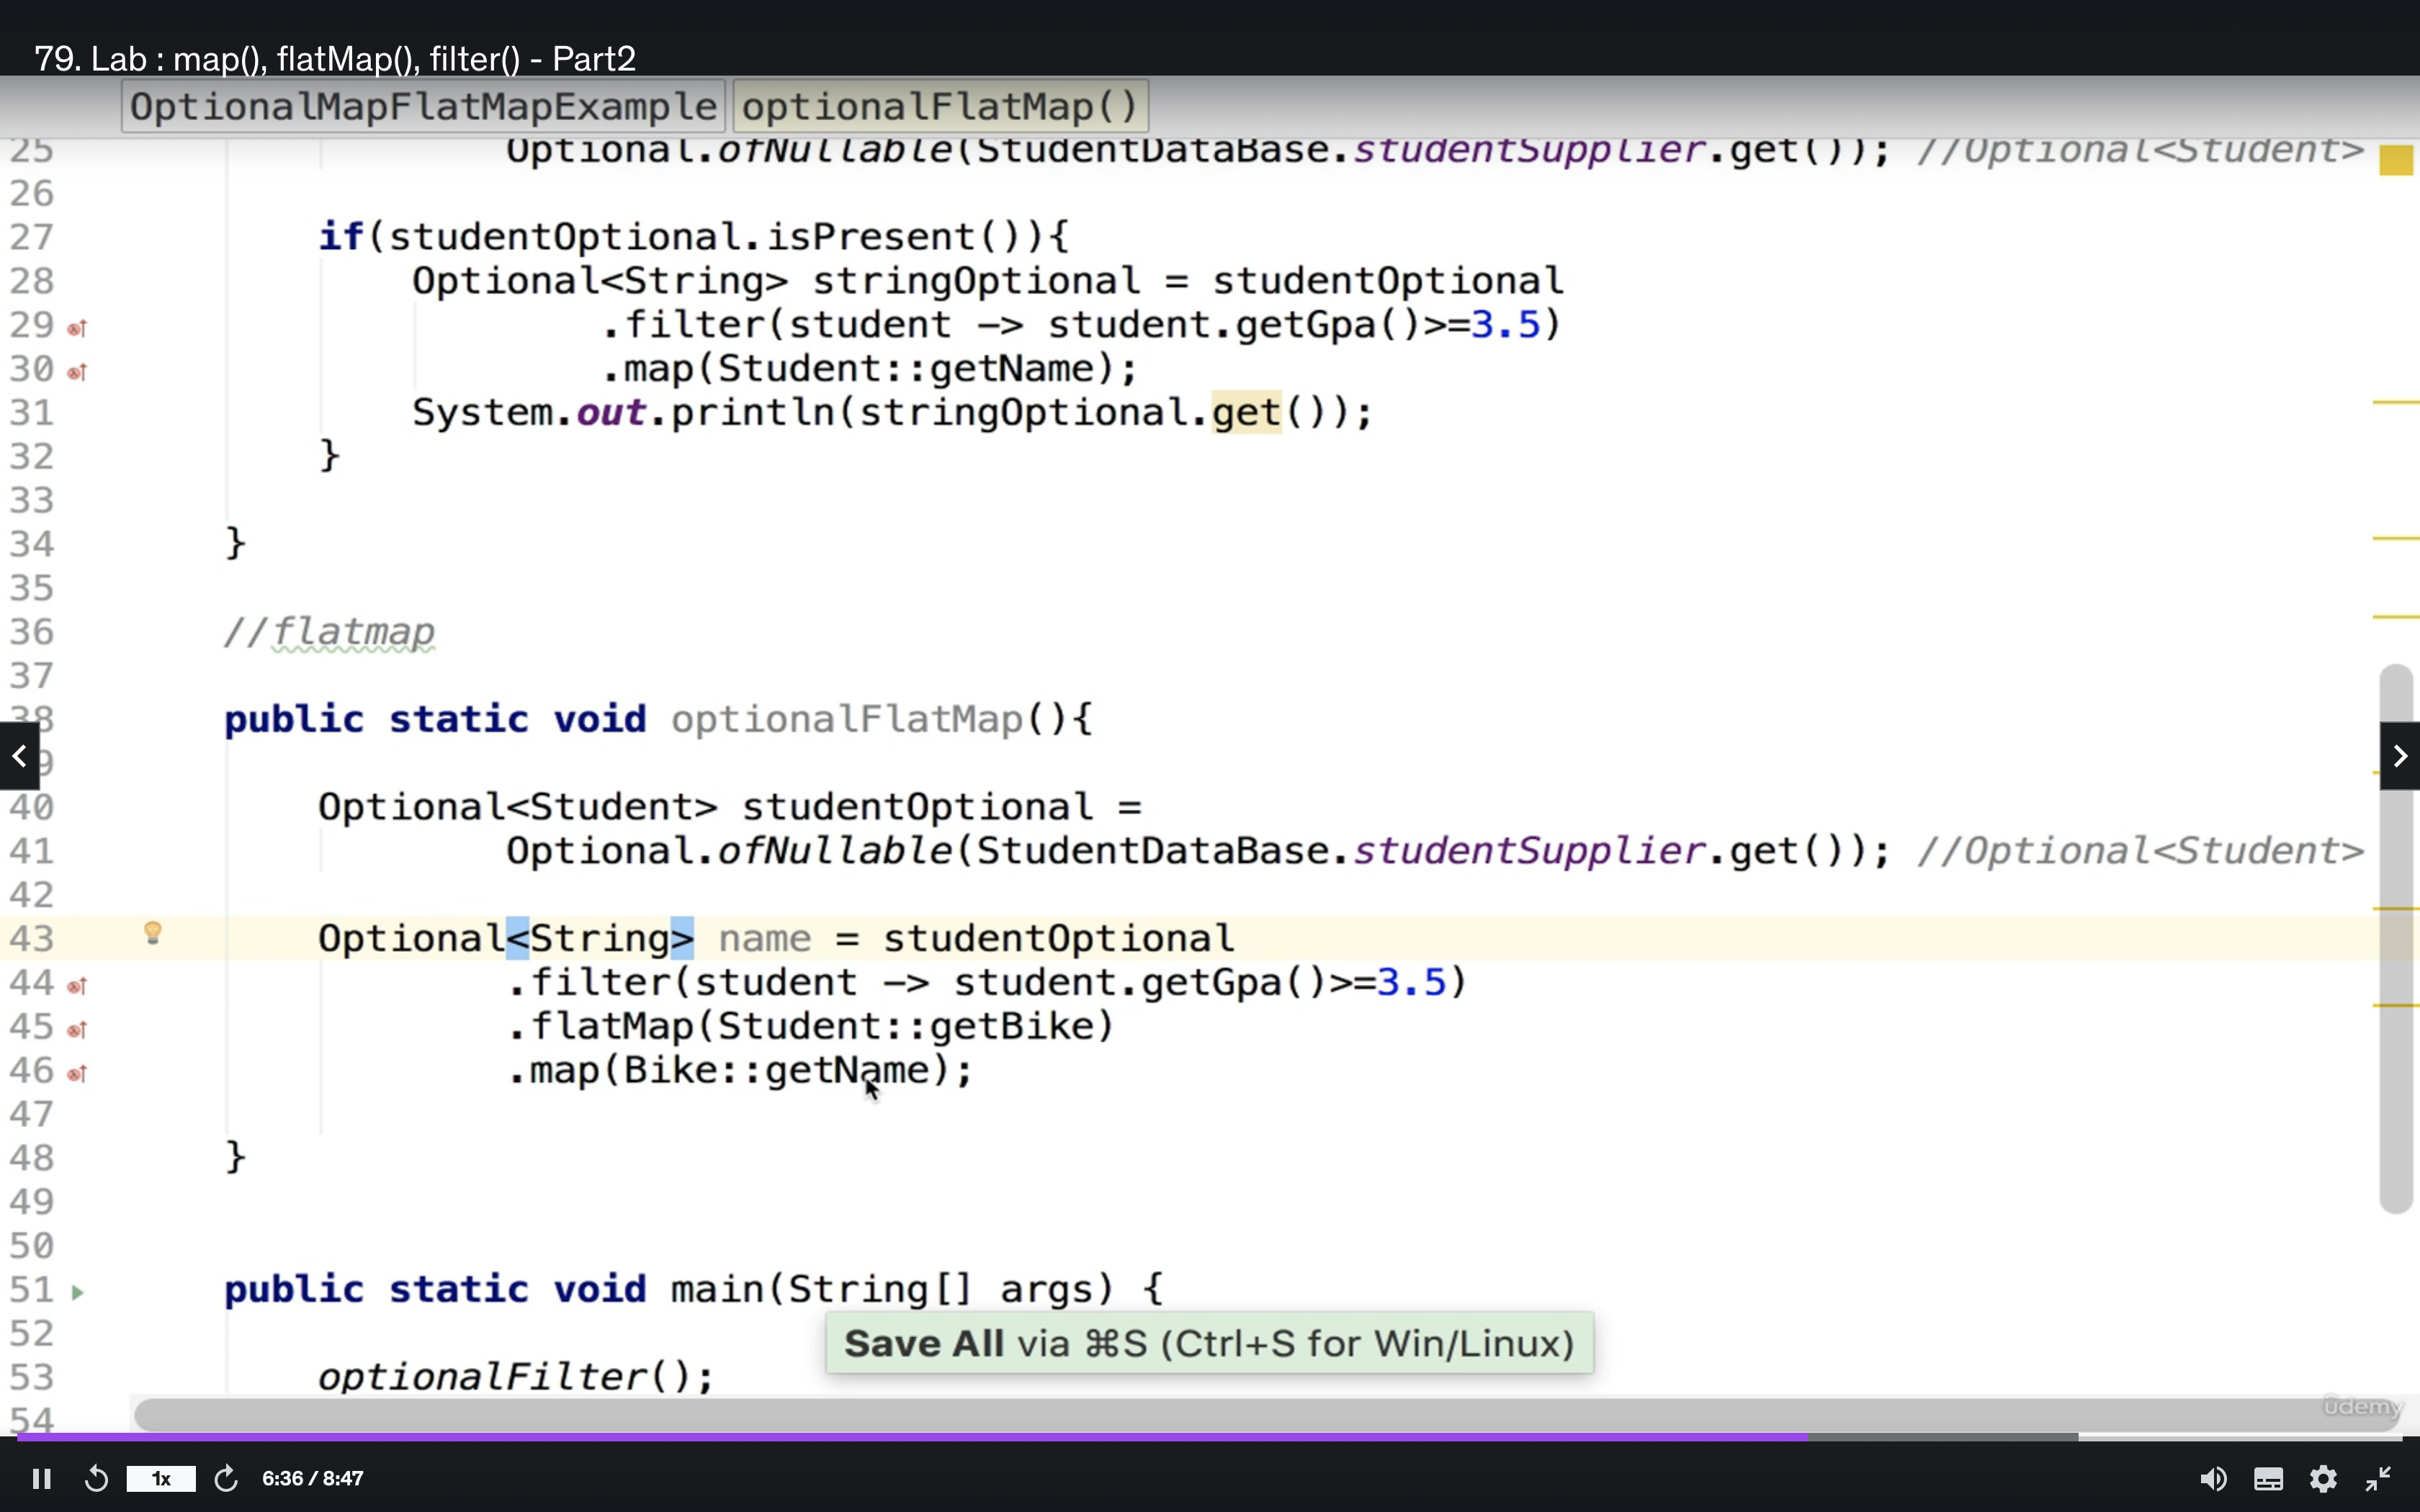 79. Lab : map(), flatMap(), filter() - Part2
OptionalMapFlatMapExample optionalFlatMap()
25 Optional.ofNullable(StudentDataBase.studentSupplier.get()); //Optional<Student>
26
27 if(studentOptional.isPresent()){
28 Optional<String> stringOptional = studentOptional
29 .filter(student -> student.getGpa()>=3.5)
30 .map(Student::getName);
31 System.out.println(stringOptional.get());
32 }
33
34 }
35
36 //flatmap
37
38 public static void optionalFlatMap(){
9
40 Optional<Student> studentOptional =
41 Optional.ofNullable(StudentDataBase.studentSupplier.get()); //Optional<Student>
42
43 Optional<String> name = studentOptional
44 .filter(student -> student.getGpa()>=3.5)
45 .flatMap(Student::getBike)
46 .map(Bike::getName);
47
48 }
49
50
51 public static void main(String[] args) {
52
Save All via ⌘S (Ctrl+S for Win/Linux)
53 optionalFilter();
54
ûdemy
1x 6:36 / 8:47